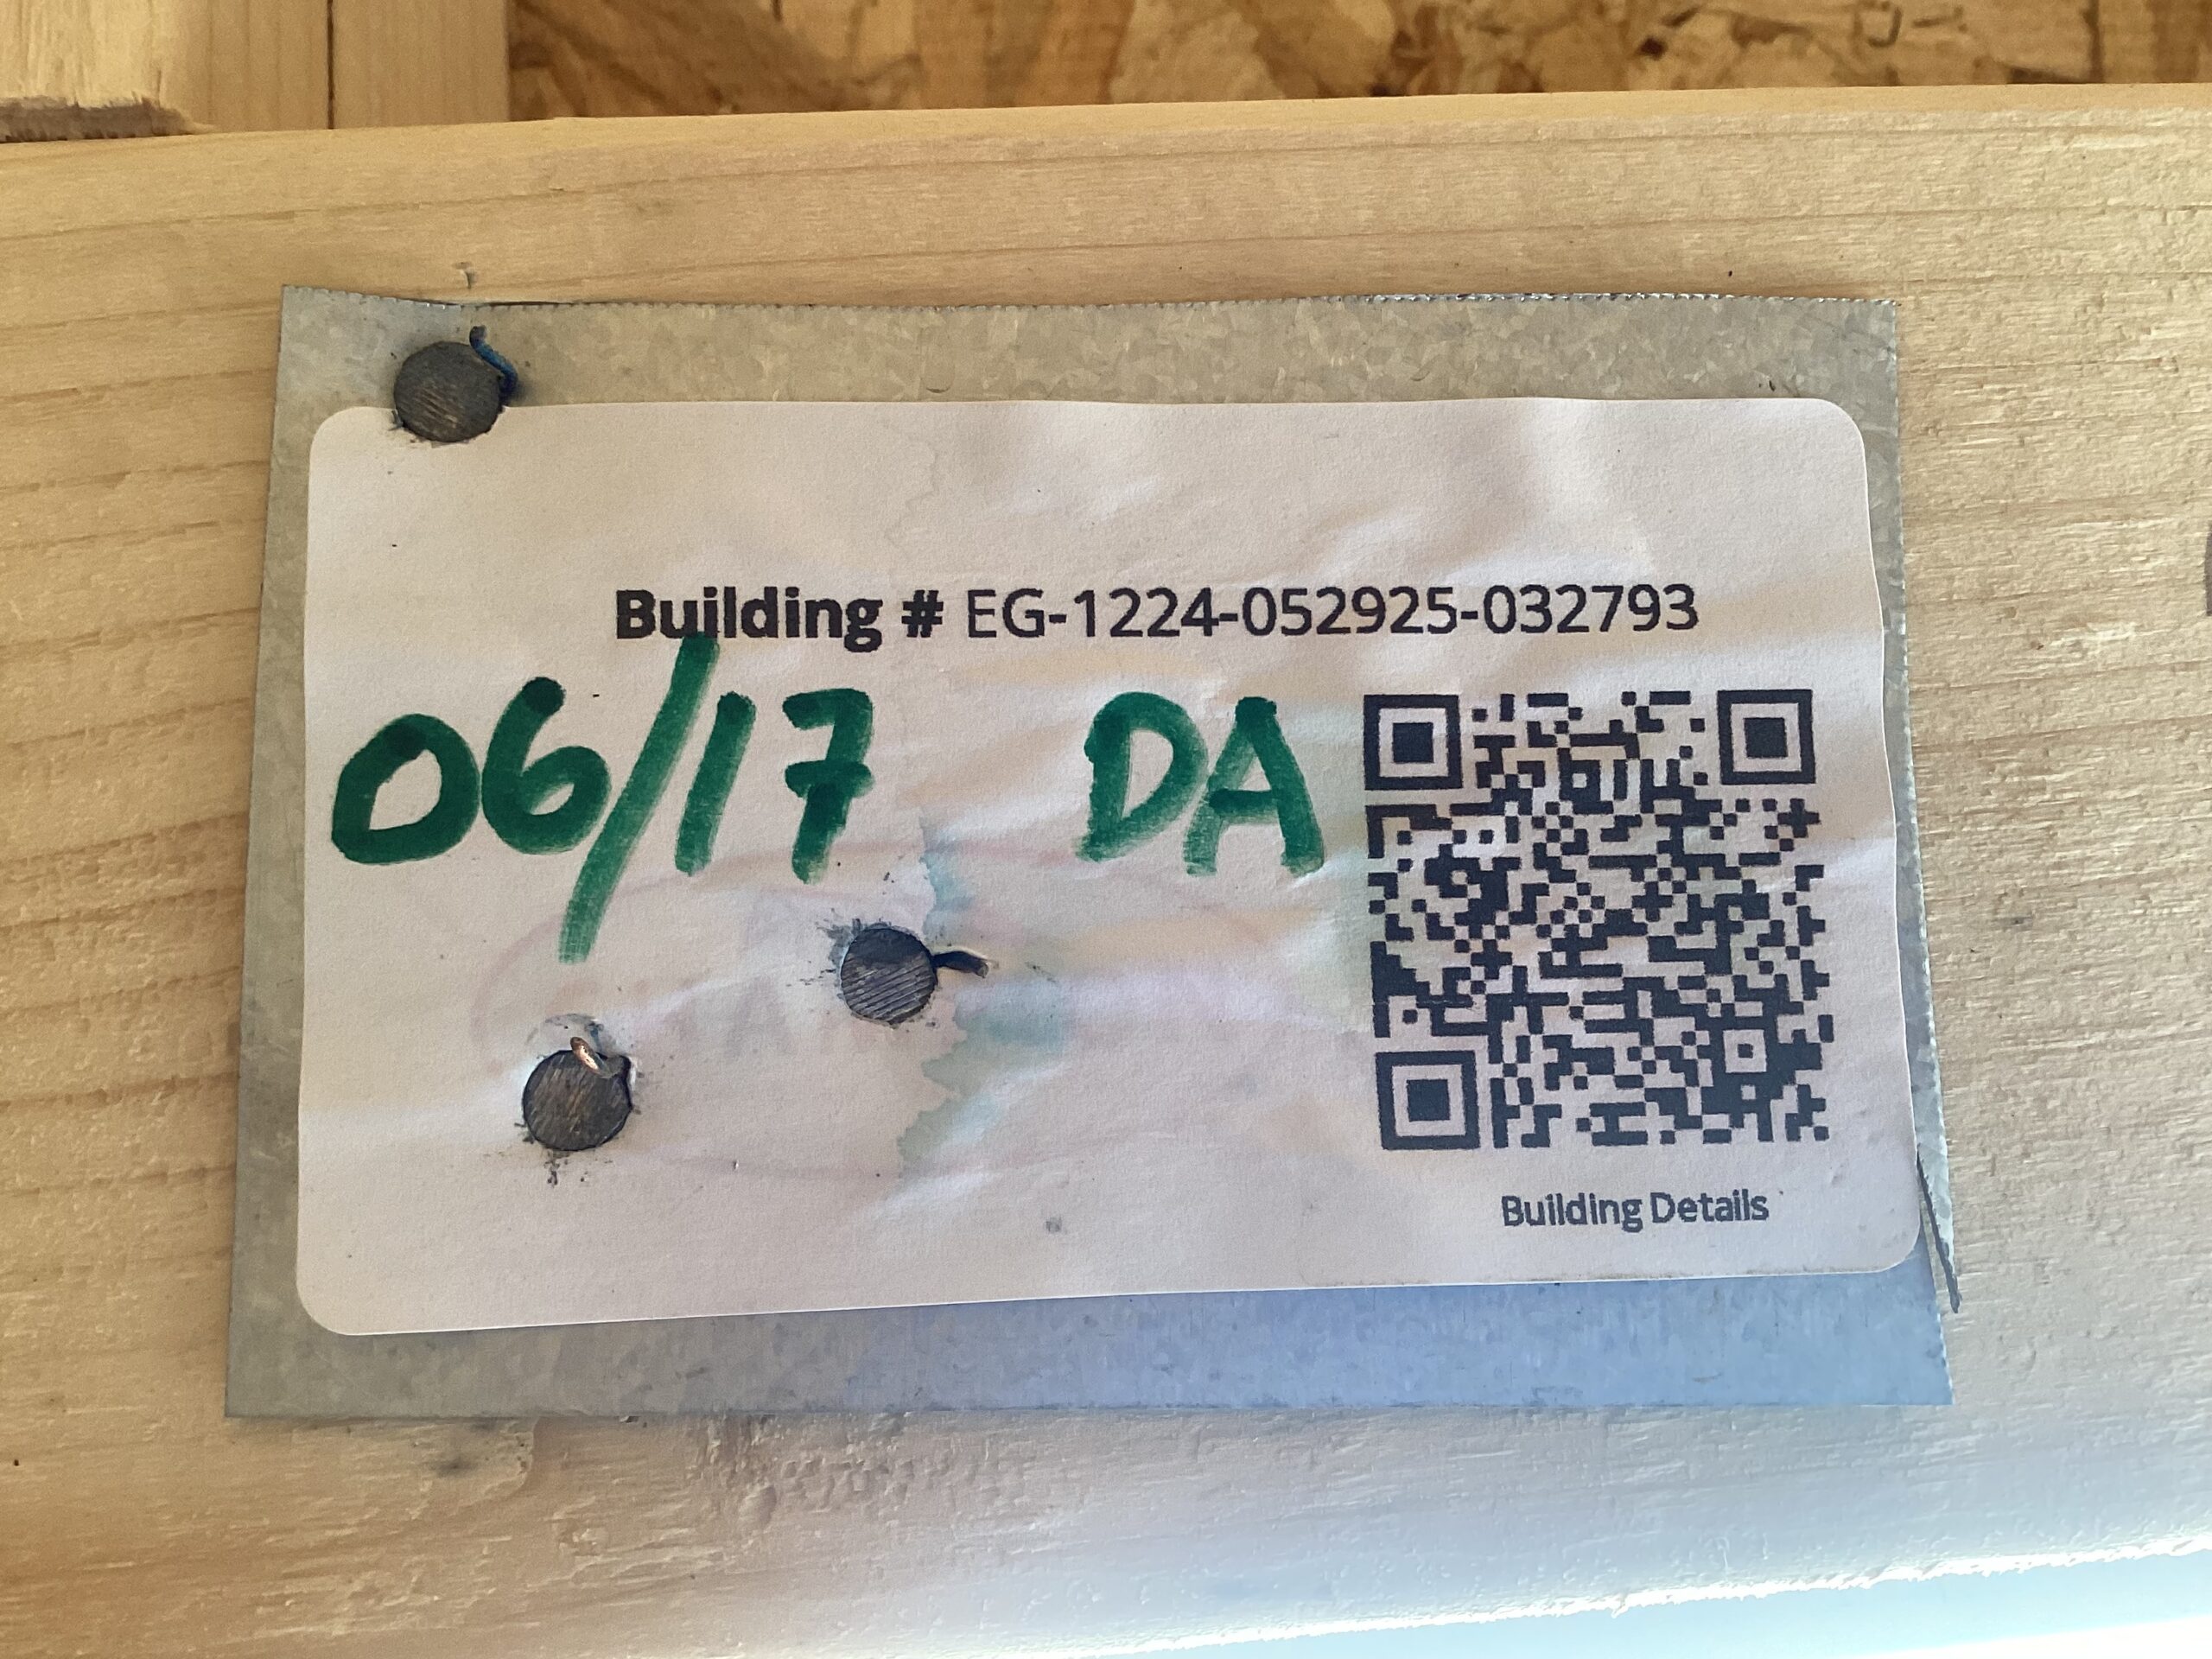 Building # EG-1224-052925-032793
06/17 DA
Building Details